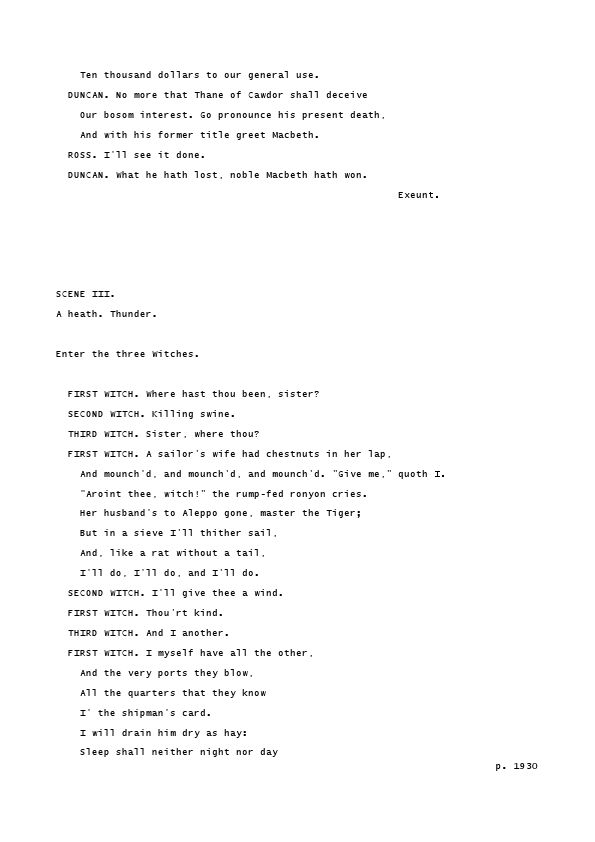 Ten thousand dollars to our general use.
DUNCAN. No more that Thane of Cawdor shall deceive
Our bosom interest. Go pronounce his present death,
And with his former title greet Macbeth.
ROSS. I'll see it done.
DUNCAN. What he hath lost, noble Macbeth hath won.
Exeunt.
SCENE III.
A heath. Thunder.
Enter the three Witches.
FIRST WITCH. Where hast thou been, sister?
SECOND WITCH. Killing swine.
THIRD WITCH. Sister, where thou?
FIRST WITCH. A sailor's wife had chestnuts in her lap,
And mounch'd, and mounch'd, and mounch'd. "Give me," quoth I.
"Aroint thee, witch!" the rump-fed ronyon cries.
Her husband's to Aleppo gone, master the Tiger;
But in a sieve I'll thither sail,
And, like a rat without a tail,
I'll do, I'll do, and I'll do.
SECOND WITCH. I'll give thee a wind.
FIRST WITCH. Thou'rt kind.
THIRD WITCH. And I another.
FIRST WITCH. I myself have all the other,
And the very ports they blow,
All the quarters that they know
I' the shipman's card.
I will drain him dry as hay:
Sleep shall neither night nor day
p. 1930